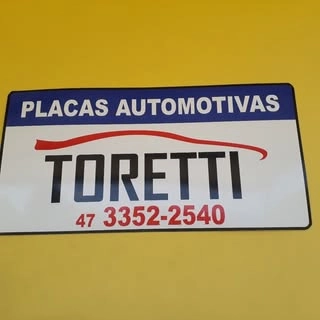 PLACAS AUTOMOTIVAS
TORETTI
47 3352-2540